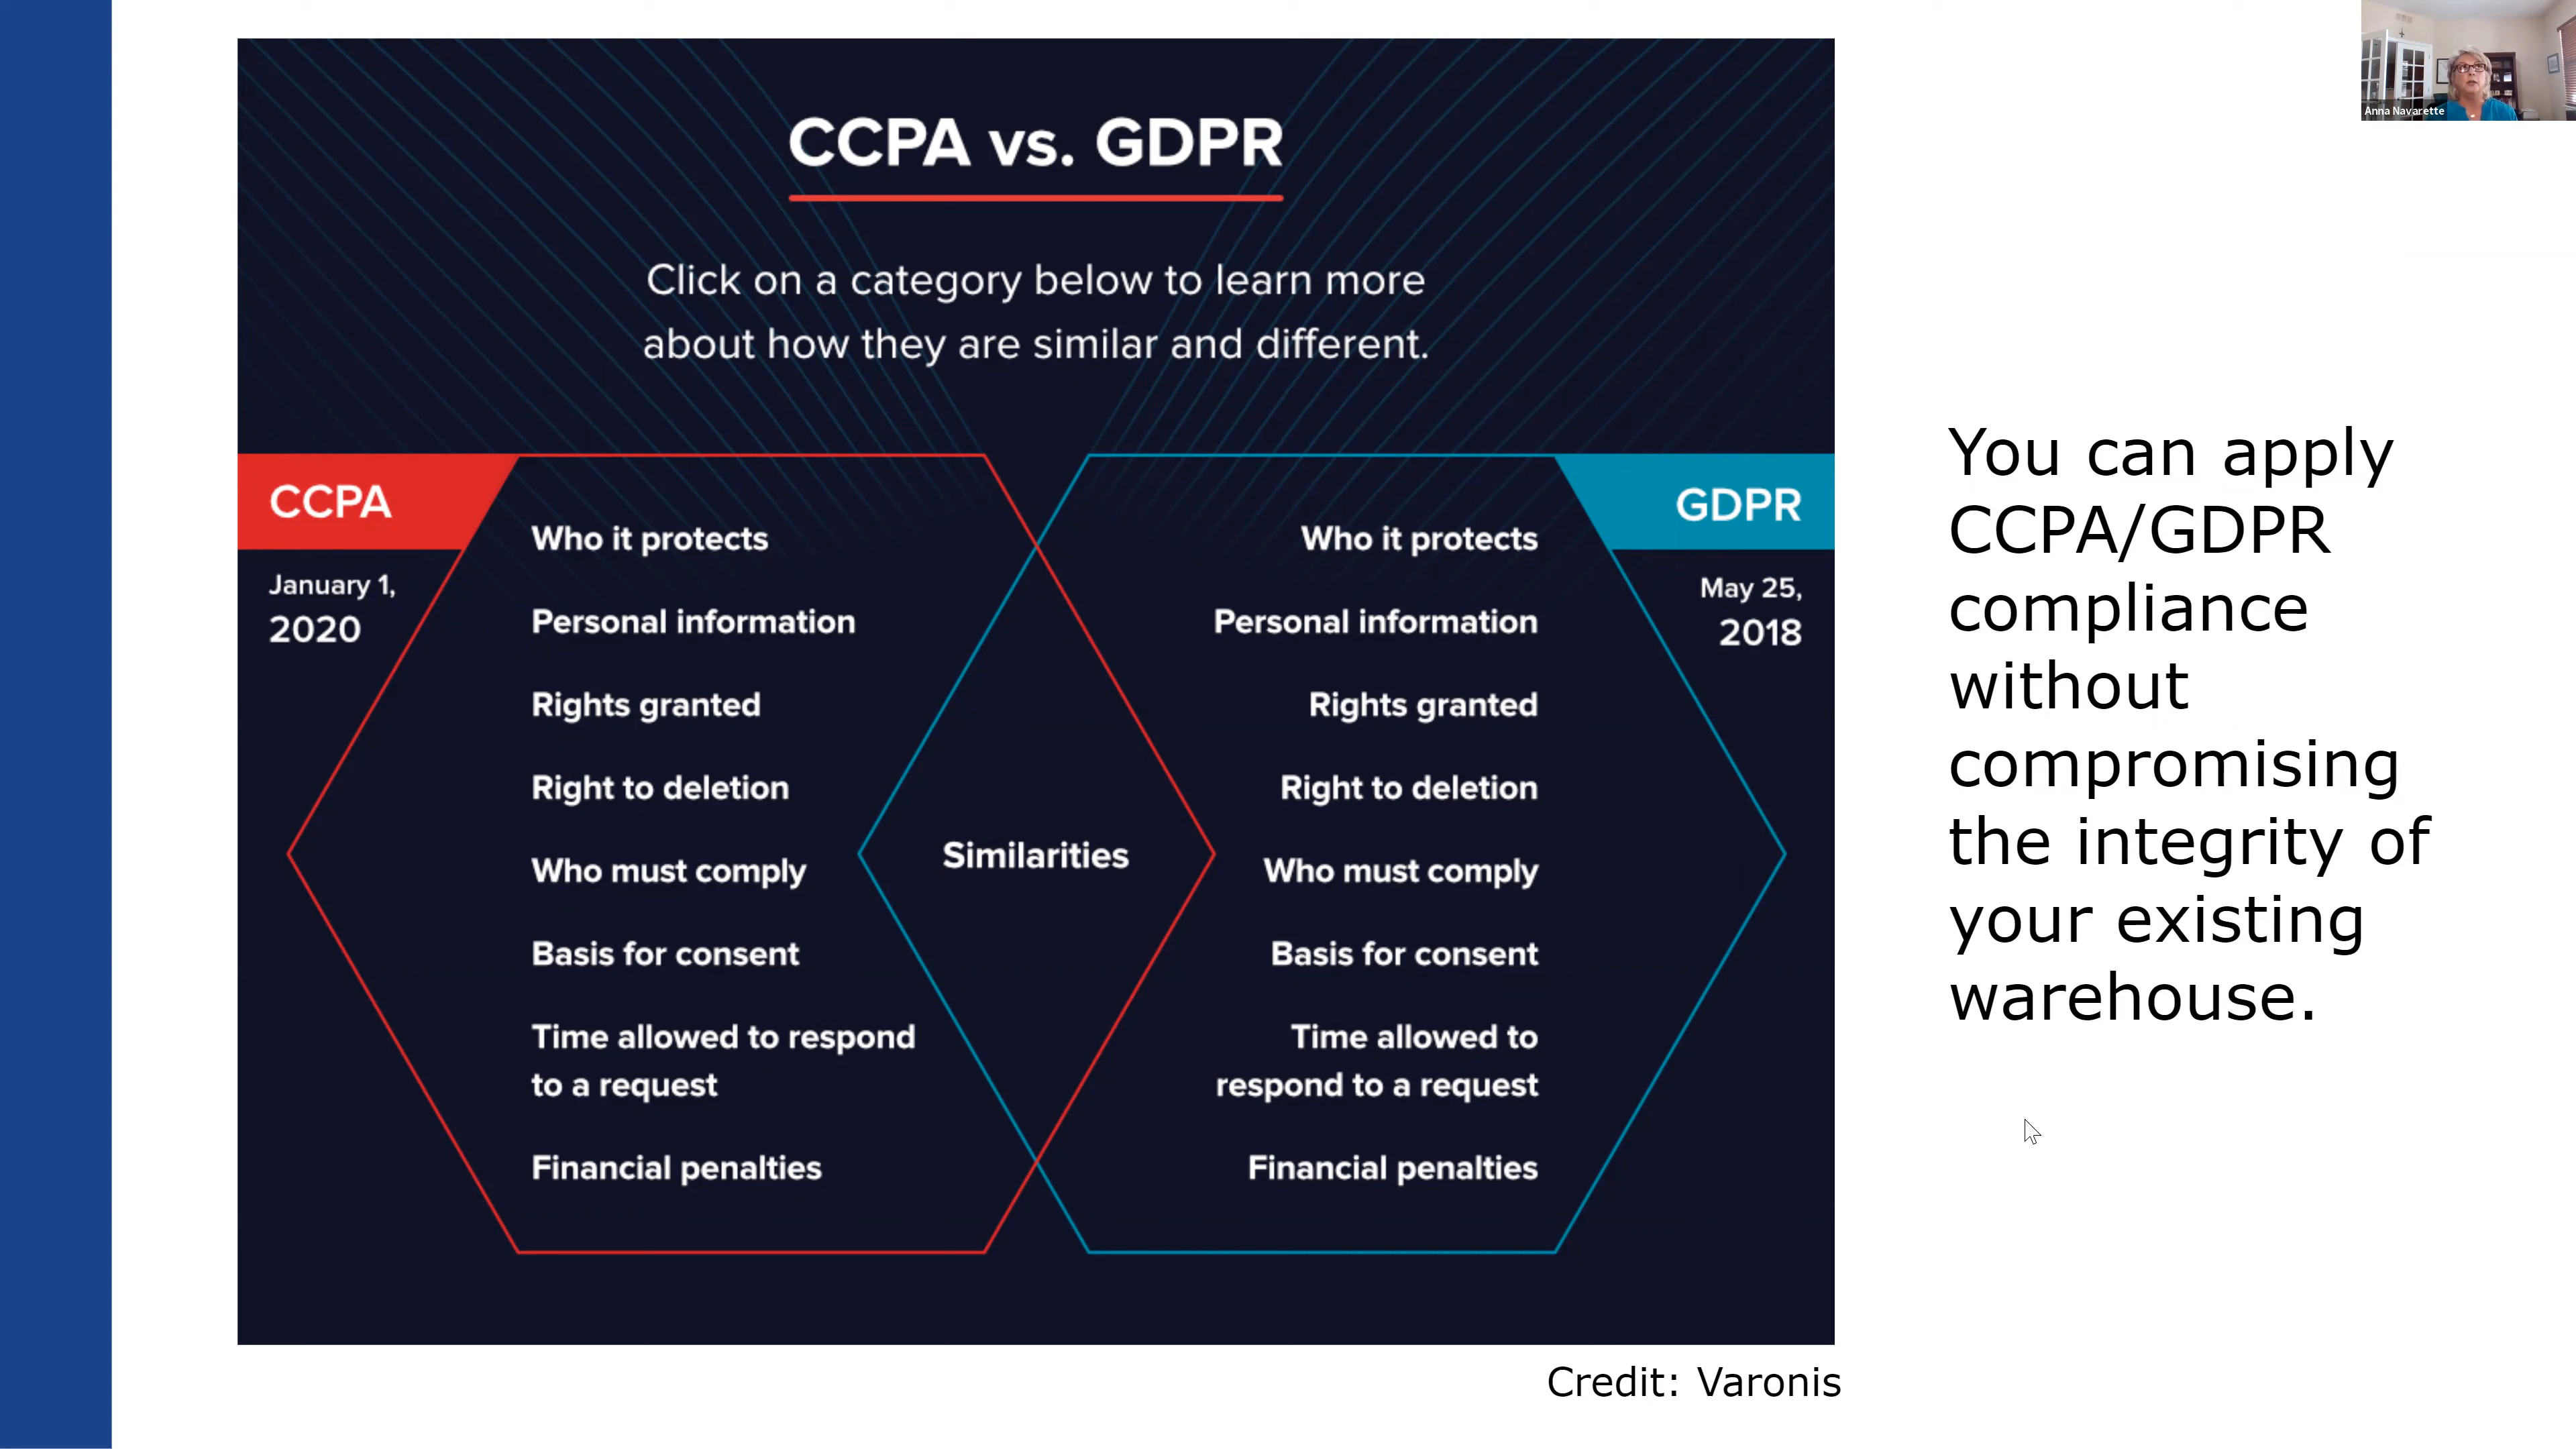 CCPA vs. GDPR
Click on a category below to learn more
about how they are similar and different.
CCPA
January 1,
2020
Who it protects
Personal information
Rights granted
Right to deletion
Who must comply
Basis for consent
Time allowed to respond
to a request
Financial penalties
Similarities
GDPR
May 25,
2018
Who it protects
Personal information
Rights granted
Right to deletion
Who must comply
Basis for consent
Time allowed to
respond to a request
Financial penalties
Credit: Varonis
You can apply
CCPA/GDPR
compliance
without
compromising
the integrity of
your existing
warehouse.
Anna Navarette